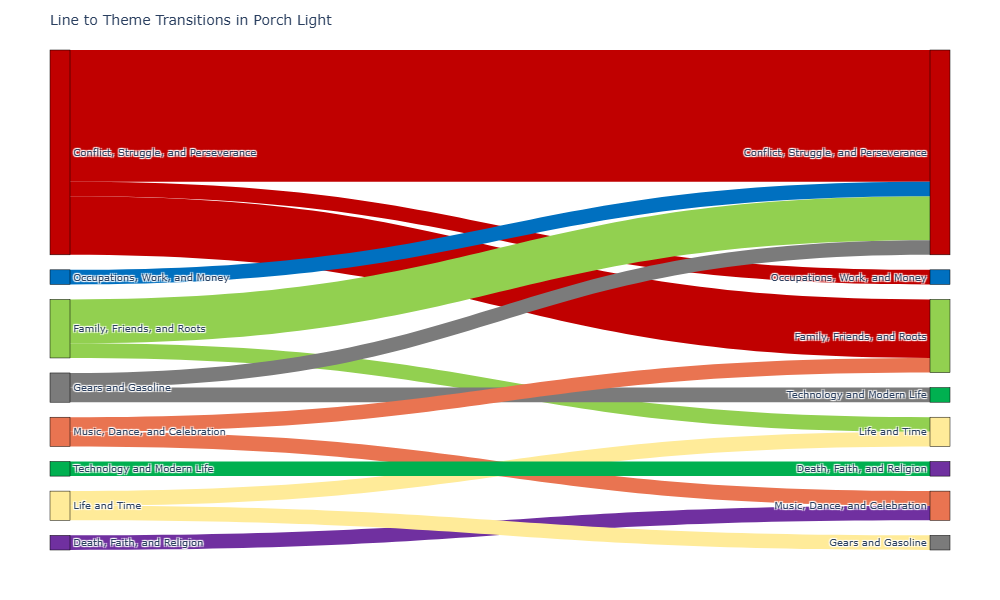 Line to Theme Transitions in Porch Light
Conflict, Struggle, and Perseverance
Conflict, Struggle, and Perseverance
Occupations, Work, and Money
Occupations, Work, and Money
Family, Friends, and Roots
Family, Friends, and Roots
Gears and Gasoline
Technology and Modern Life
Music, Dance, and Celebration
Life and Time
Technology and Modern Life
Death, Faith, and Religion
Life and Time
Music, Dance, and Celebration
Death, Faith, and Religion
Gears and Gasoline